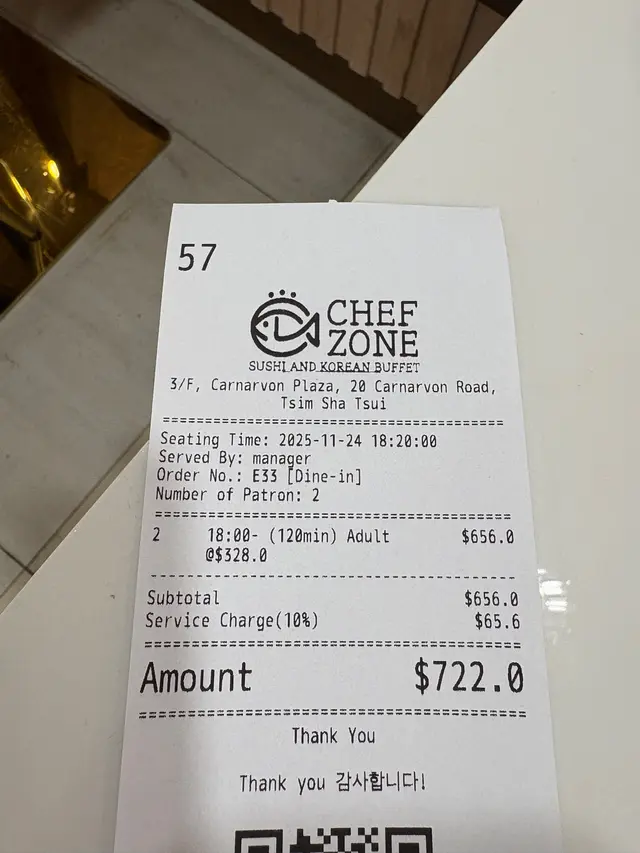 57
CHEF
ZONE
SUSHI AND KOREAN BUFFET
3/F, Carnarvon Plaza, 20 Carnarvon Road,
Tsim Sha Tsui
Seating Time: 2025-11-24 18:20:00
Served By: manager
Order No.: E33 [Dine-in]
Number of Patron: 2
2 18:00- (120min) Adult $656.0
@$328.0
Subtotal $656.0
Service Charge(10%) $65.6
Amount $722.0
Thank You
Thank you 감사합니다!